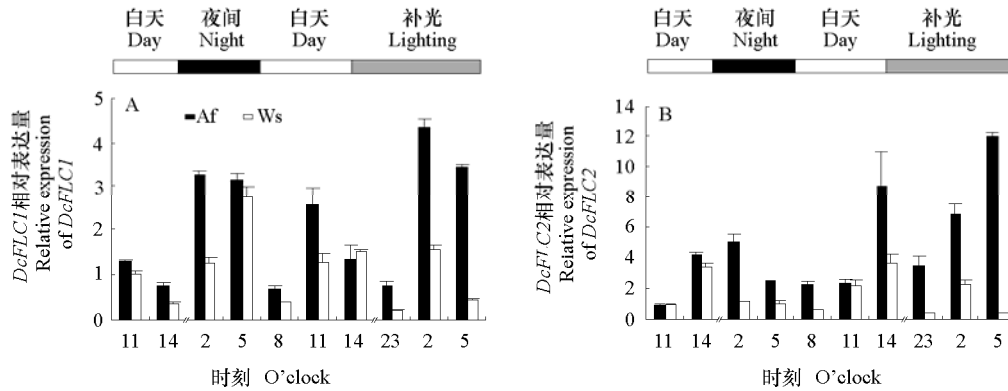 白天 夜间 白天 补光
Day Night Day Lighting
A
Af Ws
DcFLC1相对表达量
Relative expression
of DcFLC1
5
4
3
2
1
0
11 14 2 5 8 11 14 23 2 5
时刻 O'clock
白天 夜间 白天 补光
Day Night Day Lighting
B
DcFLC2相对表达量
Relative expression
of DcFLC2
14
12
10
8
6
4
2
0
11 14 2 5 8 11 14 23 2 5
时刻 O'clock